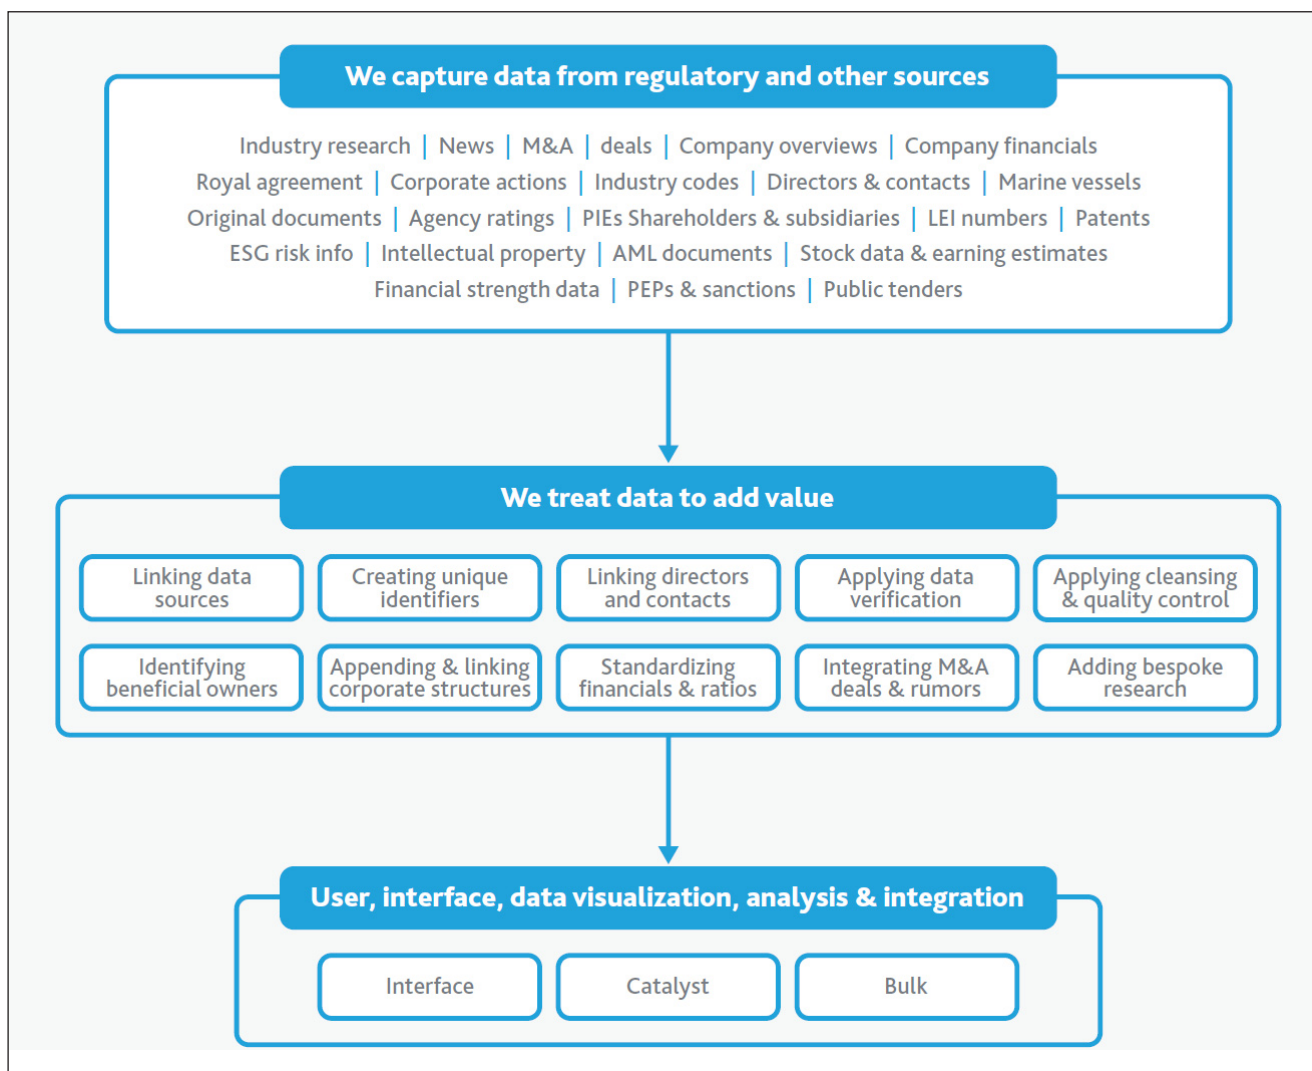 We capture data from regulatory and other sources
Industry research | News | M&A | deals | Company overviews | Company financials
Royal agreement | Corporate actions | Industry codes | Directors & contacts | Marine vessels
Original documents | Agency ratings | PIEs Shareholders & subsidiaries | LEI numbers | Patents
ESG risk info | Intellectual property | AML documents | Stock data & earning estimates
Financial strength data | PEPs & sanctions | Public tenders
We treat data to add value
Linking data
sources
Creating unique
identifiers
Linking directors
and contacts
Applying data
verification
Applying cleansing
& quality control
Identifying
beneficial owners
Appending & linking
corporate structures
Standardizing
financials & ratios
Integrating M&A
deals & rumors
Adding bespoke
research
User, interface, data visualization, analysis & integration
Interface
Catalyst
Bulk